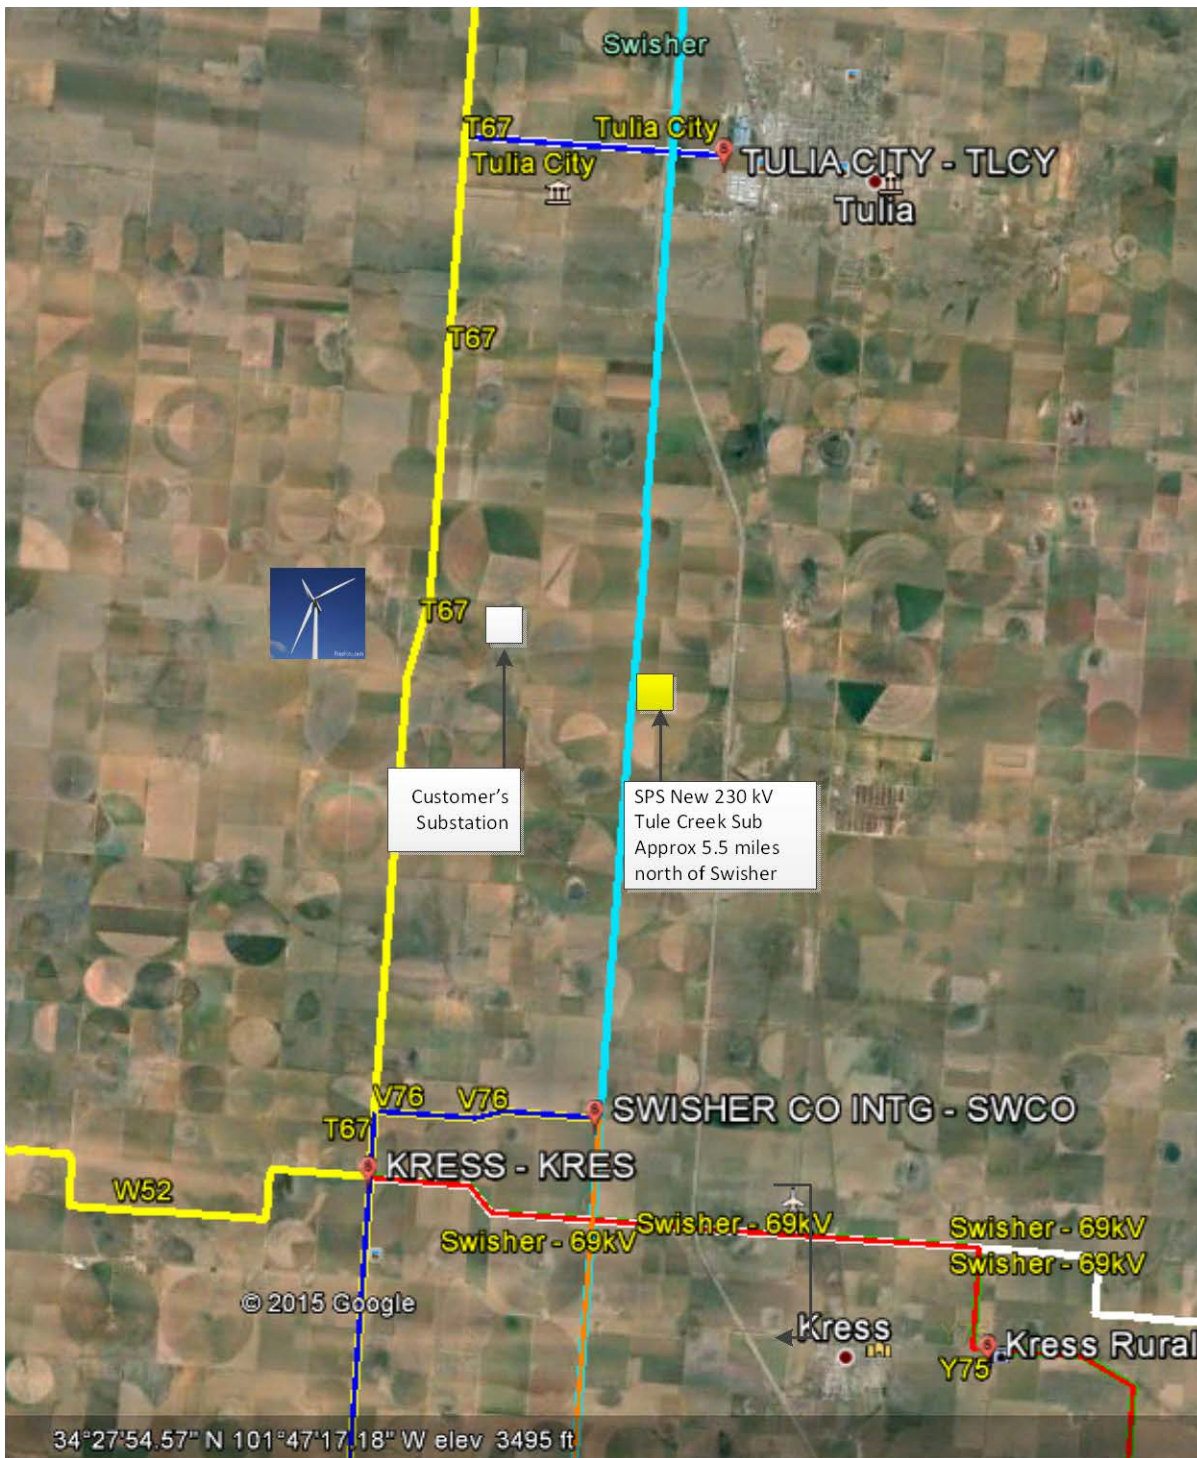 Swisher
T67
Tulia City
Tulia City
TULIA CITY - TLCY
Tulia
T67
T67
Customer's
Substation
SPS New 230 kV
Tule Creek Sub
Approx 5.5 miles
north of Swisher
V76
V76
SWISHER CO INTG - SWCO
T67
KRESS - KRES
W52
Swisher - 69kV
Swisher - 69kV
Swisher - 69kV
Swisher - 69kV
© 2015 Google
Kress
Kress Rural
Y75
34°27'54.57" N 101°47'17.18" W elev 3495 ft